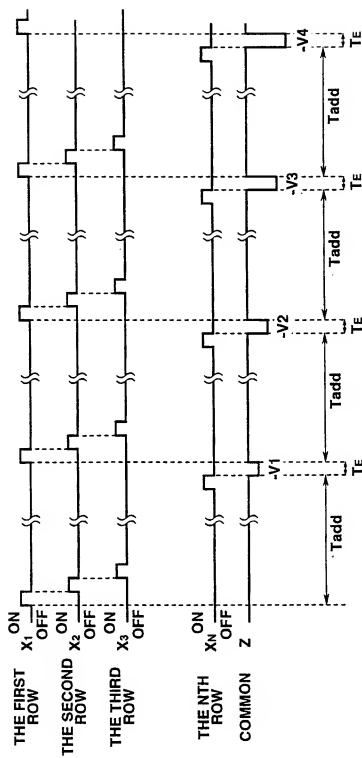 THE FIRST ROW X1 ON OFF
THE SECOND ROW X2 ON OFF
THE THIRD ROW X3 ON OFF
THE NTH ROW XN ON OFF
COMMON Z
-V1 -V2 -V3 -V4
Tadd Tadd Tadd Tadd
TE TE TE TE